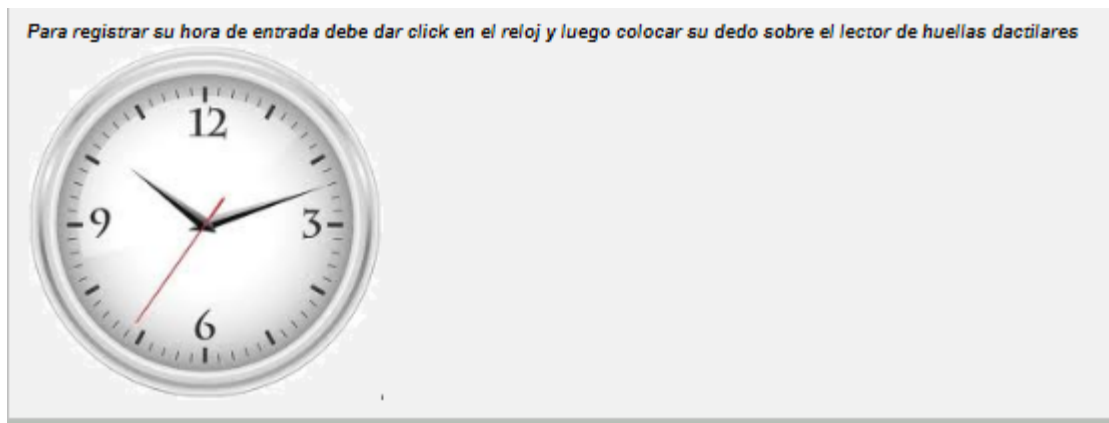 Para registrar su hora de entrada debe dar click en el reloj y luego colocar su dedo sobre el lector de huellas dactilares
12
9
3
6